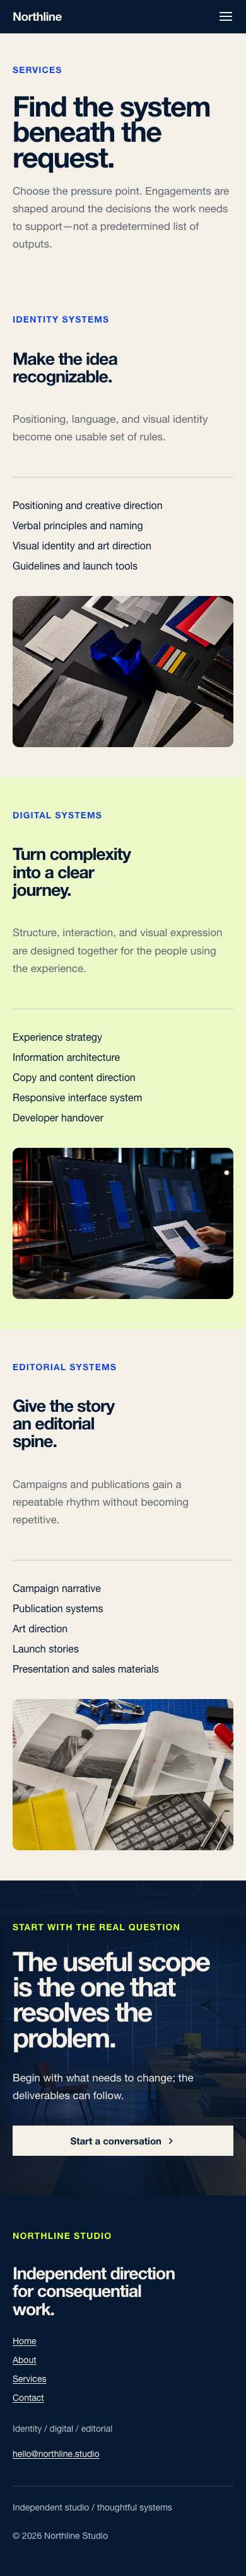 Northline
SERVICES
Find the system
beneath the
request.
Choose the pressure point. Engagements are
shaped around the decisions the work needs
to support—not a predetermined list of
outputs.
IDENTITY SYSTEMS
Make the idea
recognizable.
Positioning, language, and visual identity
become one usable set of rules.
Positioning and creative direction
Verbal principles and naming
Visual identity and art direction
Guidelines and launch tools
DIGITAL SYSTEMS
Turn complexity
into a clear
journey.
Structure, interaction, and visual expression
are designed together for the people using
the experience.
Experience strategy
Information architecture
Copy and content direction
Responsive interface system
Developer handover
EDITORIAL SYSTEMS
Give the story
an editorial
spine.
Campaigns and publications gain a
repeatable rhythm without becoming
repetitive.
Campaign narrative
Publication systems
Art direction
Launch stories
Presentation and sales materials
START WITH THE REAL QUESTION
The useful scope
is the one that
resolves the
problem.
Begin with what needs to change; the
deliverables can follow.
Start a conversation
NORTHLINE STUDIO
Independent direction
for consequential
work.
Home
About
Services
Contact
Identity / digital / editorial
hello@northline.studio
Independent studio / thoughtful systems
© 2026 Northline Studio